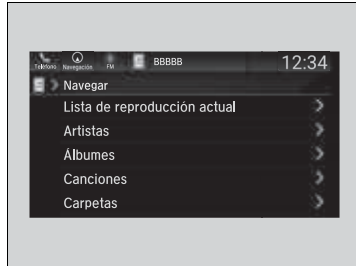 Teléfono Navegación FM BBBBB 12:34
Navegar
Lista de reproducción actual
Artistas
Álbumes
Canciones
Carpetas